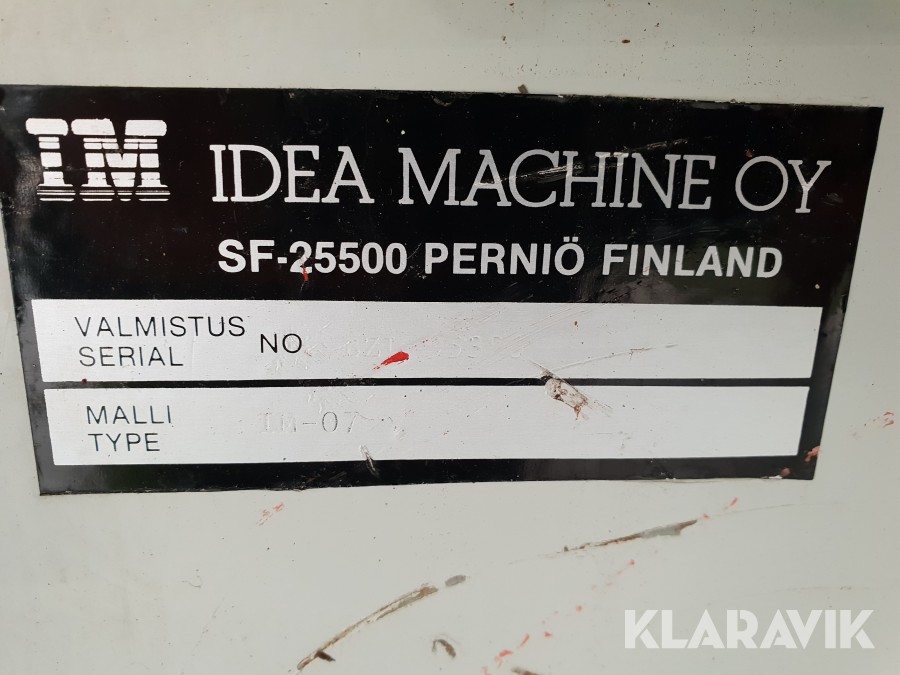 IM IDEA MACHINE OY
SF-25500 PERNIÖ FINLAND
VALMISTUS
SERIAL NO
MALLI
TYPE
KLARAVIK